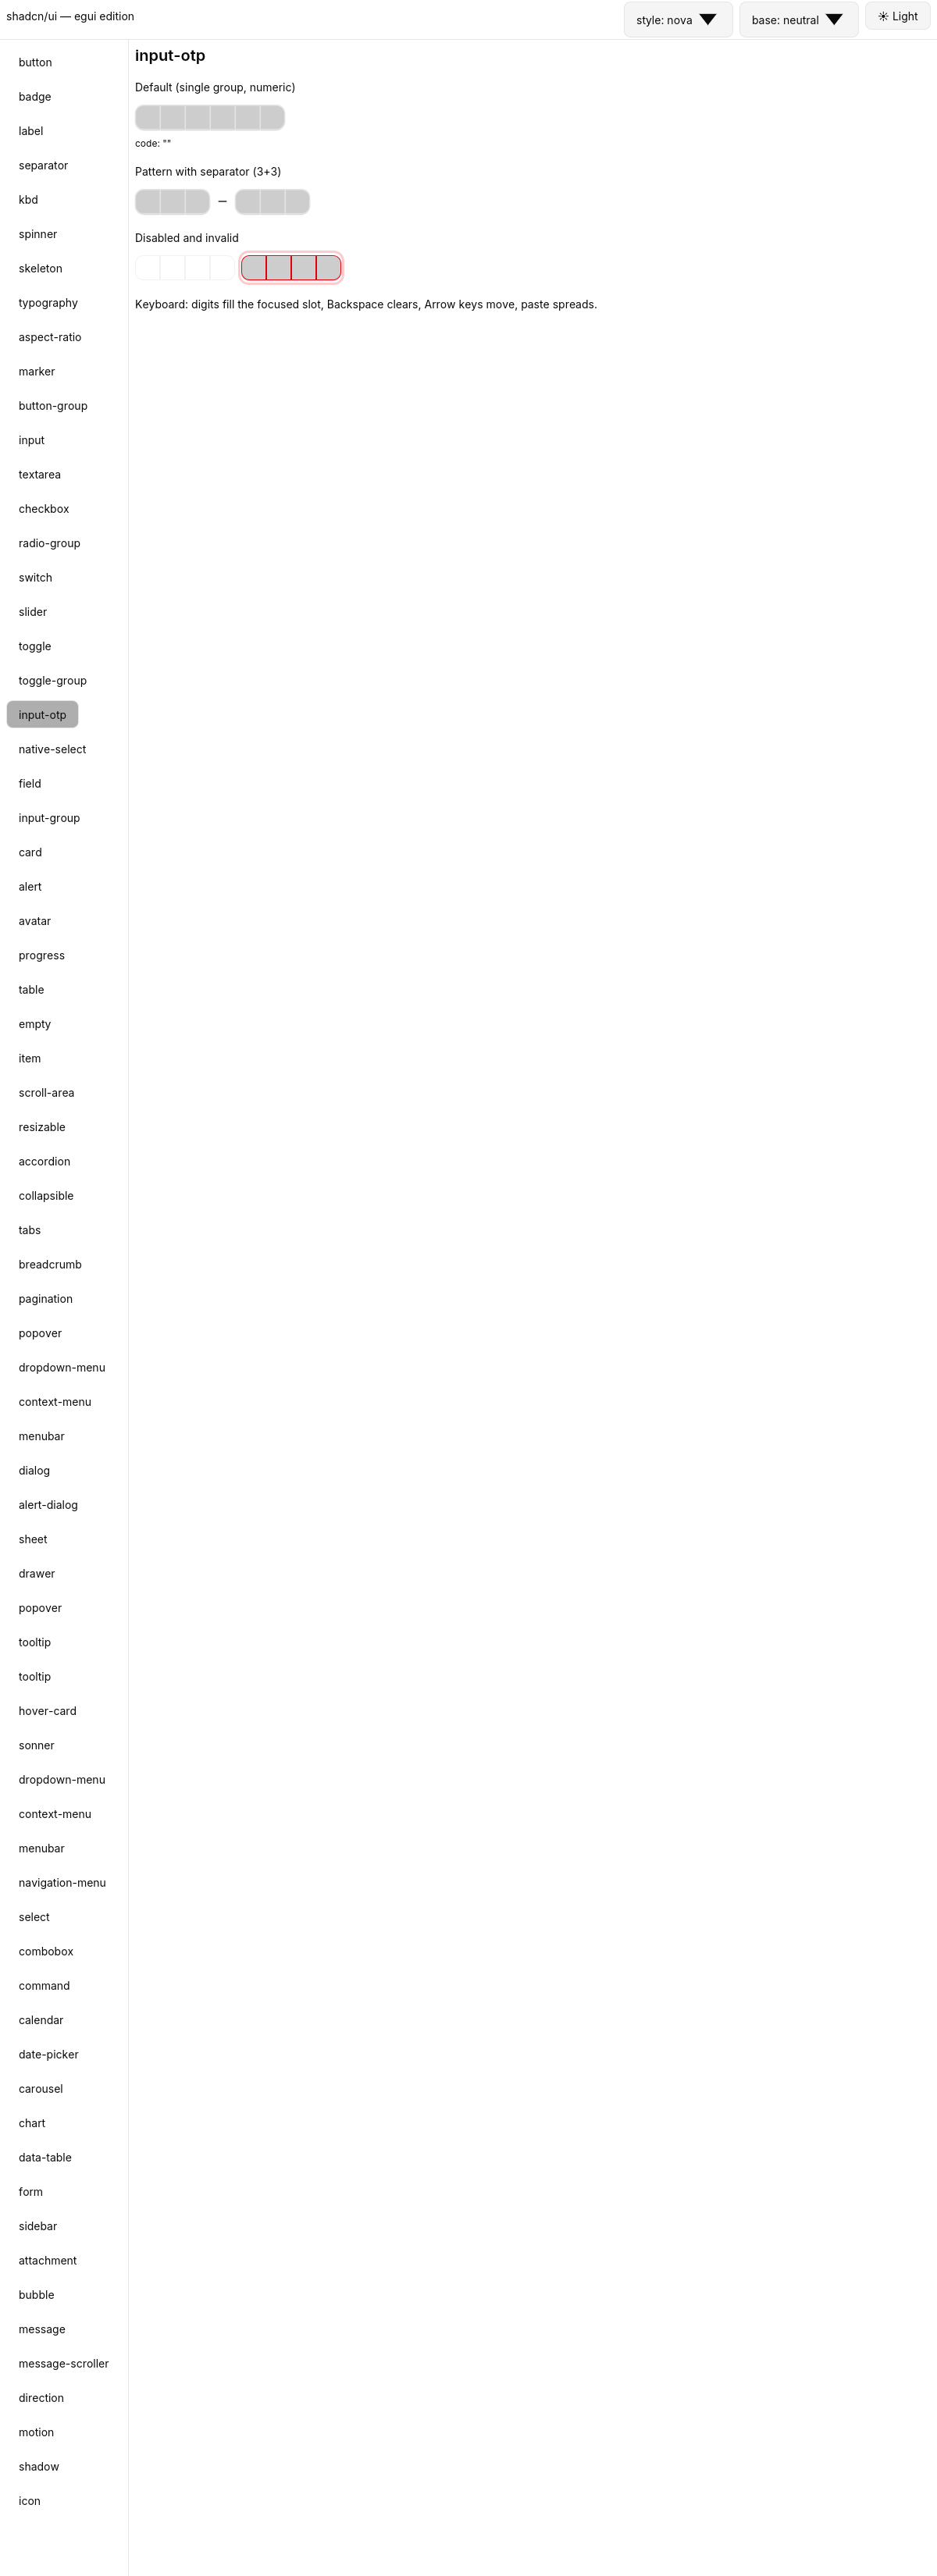 shadcn/ui — egui edition
style: nova
base: neutral
☀ Light
button
badge
label
separator
kbd
spinner
skeleton
typography
aspect-ratio
marker
button-group
input
textarea
checkbox
radio-group
switch
slider
toggle
toggle-group
input-otp
native-select
field
input-group
card
alert
avatar
progress
table
empty
item
scroll-area
resizable
accordion
collapsible
tabs
breadcrumb
pagination
popover
dropdown-menu
context-menu
menubar
dialog
alert-dialog
sheet
drawer
popover
tooltip
tooltip
hover-card
sonner
dropdown-menu
context-menu
menubar
navigation-menu
select
combobox
command
calendar
date-picker
carousel
chart
data-table
form
sidebar
attachment
bubble
message
message-scroller
direction
motion
shadow
icon
input-otp
Default (single group, numeric)
code: ""
Pattern with separator (3+3)
Disabled and invalid
Keyboard: digits fill the focused slot, Backspace clears, Arrow keys move, paste spreads.